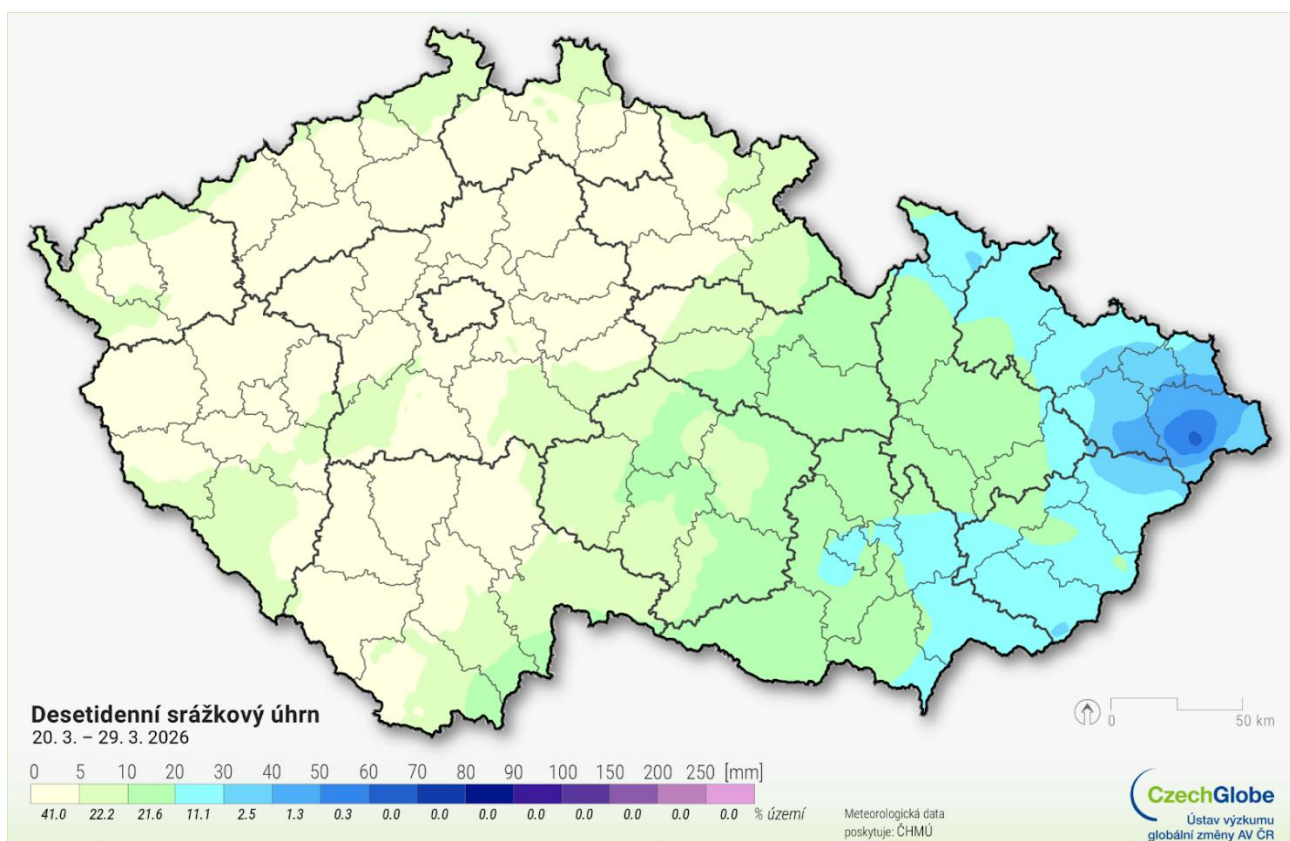 Desetidenní srážkový úhrn
20. 3. – 29. 3. 2026
0 50 km
0 5 10 20 30 40 50 60 70 80 90 100 150 200 250 [mm]
41.0 22.2 21.6 11.1 2.5 1.3 0.3 0.0 0.0 0.0 0.0 0.0 0.0 0.0 0.0 % území
Meteorologická data
poskytuje: ČHMÚ
CzechGlobe
Ústav výzkumu
globální změny AV ČR